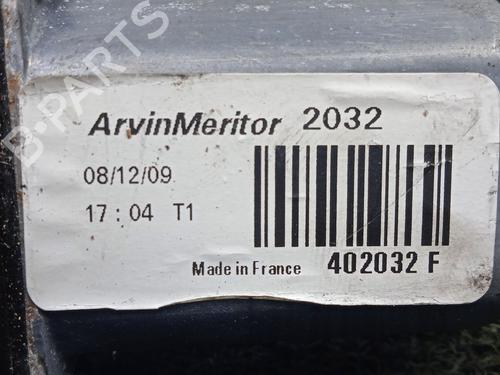 B-PARTS
ArvinMeritor 2032
08/12/09
17:04 T1
Made in France 402032 F